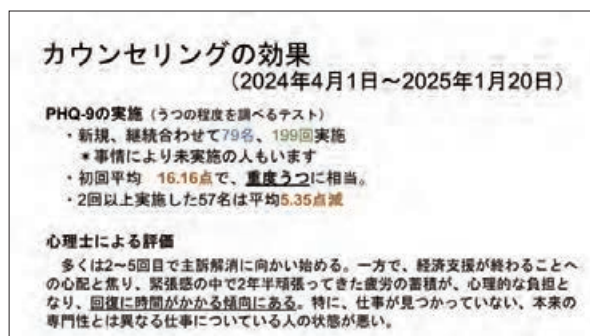 カウンセリングの効果
（2024年4月1日～2025年1月20日）
PHQ-9の実施（うつの程度を調べるテスト）
・新規、継続合わせて79名、199回実施
＊事情により未実施の人もいます
・初回平均　16.16点で、重度うつに相当。
・2回以上実施した57名は平均5.35点減
心理士による評価
多くは2～5回目で主訴解消に向かい始める。一方で、経済支援が終わることへ
の心配と焦り、緊張感の中で2年半頑張ってきた疲労の蓄積が、心理的な負担と
なり、回復に時間がかかる傾向にある。特に、仕事が見つかっていない、本来の
専門性とは異なる仕事についている人の状態が悪い。